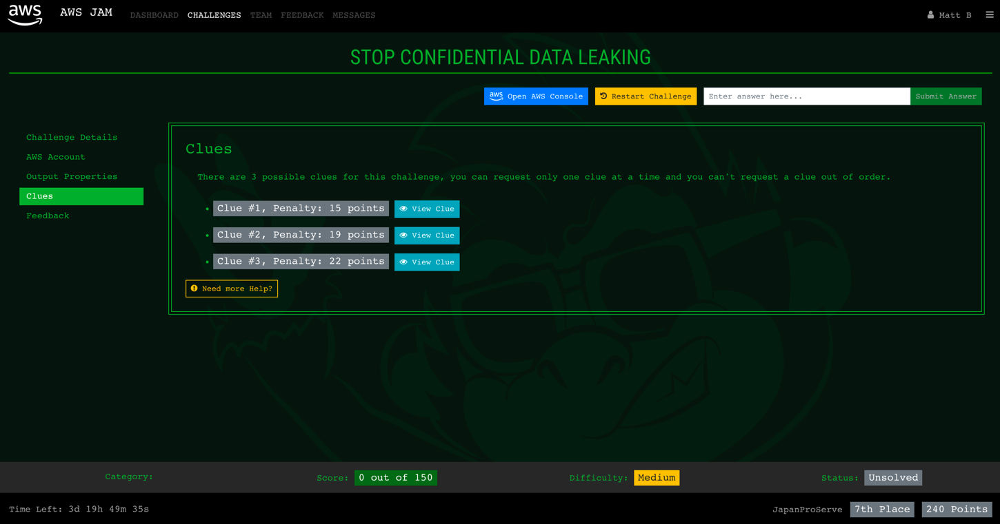 aws AWS JAM DASHBOARD CHALLENGES TEAM FEEDBACK MESSAGES Matt B
STOP CONFIDENTIAL DATA LEAKING
aws Open AWS Console Restart Challenge Enter answer here... Submit Answer
Challenge Details
AWS Account
Output Properties
Clues
Feedback
Clues
There are 3 possible clues for this challenge, you can request only one clue at a time and you can't request a clue out of order.
Clue #1, Penalty: 15 points View Clue
Clue #2, Penalty: 19 points View Clue
Clue #3, Penalty: 22 points View Clue
Need more Help?
Category: Score: 0 out of 150 Difficulty: Medium Status: Unsolved
Time Left: 3d 19h 49m 35s JapanProServe 7th Place 240 Points